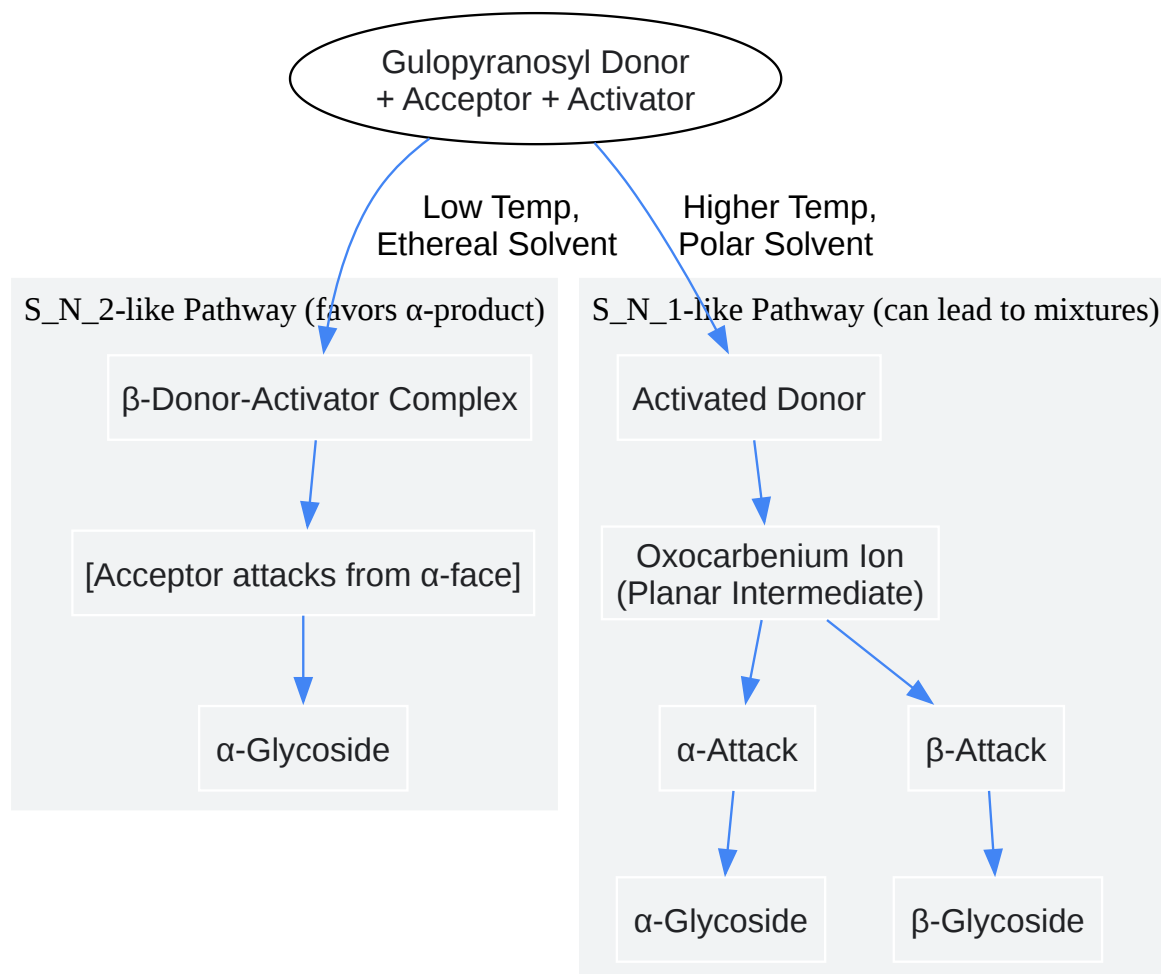 Gulopyranosyl Donor
+ Acceptor + Activator
Low Temp,
Ethereal Solvent
Higher Temp,
Polar Solvent
S_N_2-like Pathway (favors α-product)
β-Donor-Activator Complex
[Acceptor attacks from α-face]
α-Glycoside
S_N_1-like Pathway (can lead to mixtures)
Activated Donor
Oxocarbenium Ion
(Planar Intermediate)
α-Attack
β-Attack
α-Glycoside
β-Glycoside